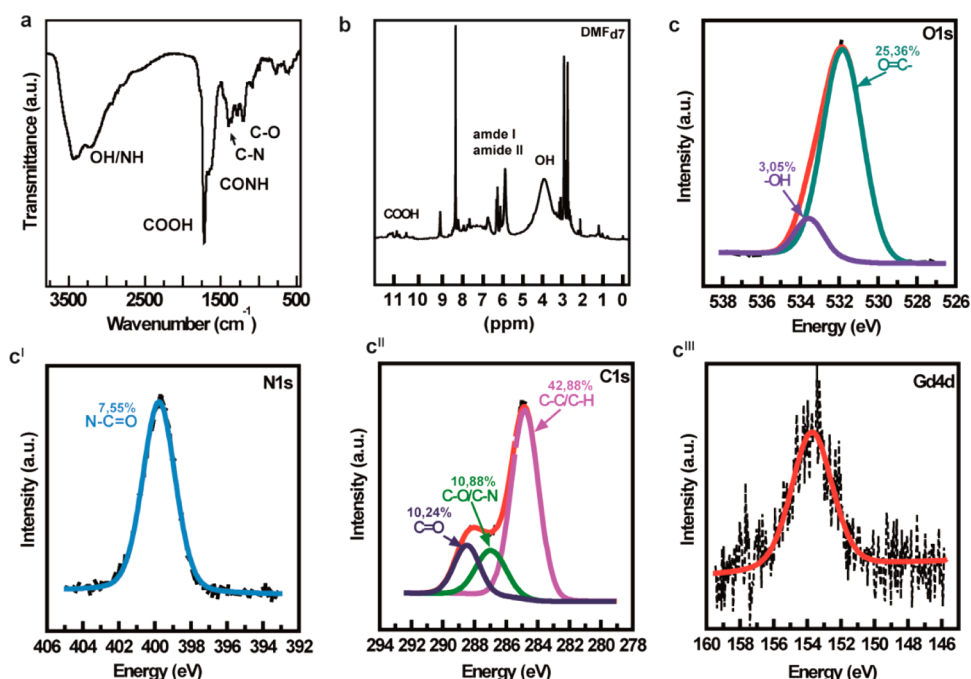 a
Transmittance (a.u.)
OH/NH
C-O
C-N
CONH
COOH
3500 2500 1500 500
Wavenumber (cm-1)
b
DMFd7
amde I
amide II
OH
COOH
11 10 9 8 7 6 5 4 3 2 1 0
(ppm)
c
O1s
Intensity (a.u.)
25,36%
O=C-
3,05%
-OH
538 536 534 532 530 528 526
Energy (eV)
cI
N1s
Intensity (a.u.)
7,55%
N-C=O
406 404 402 400 398 396 394 392
Energy (eV)
cII
C1s
Intensity (a.u.)
42,88%
C-C/C-H
10,88%
C-O/C-N
10,24%
C=O
294 292 290 288 286 284 282 280 278
Energy (eV)
cIII
Gd4d
Intensity (a.u.)
160 158 156 154 152 150 148 146
Energy (eV)